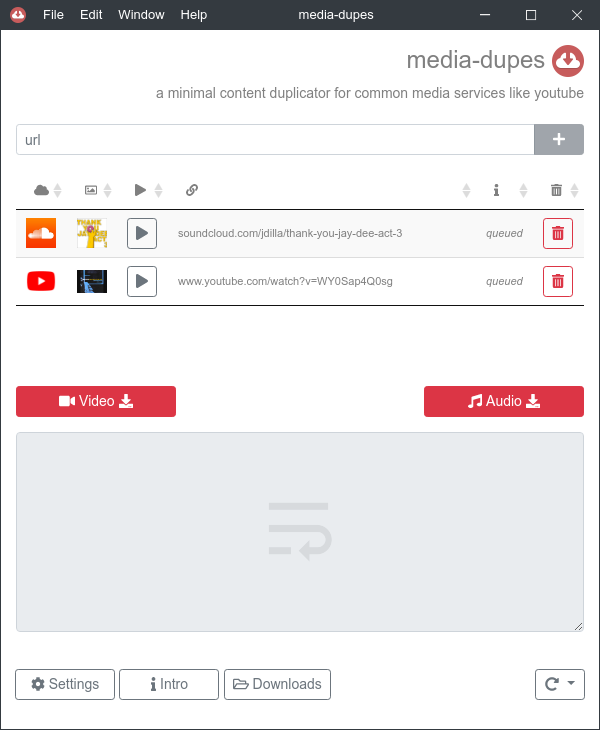 File Edit Window Help media-dupes
media-dupes
a minimal content duplicator for common media services like youtube
url
soundcloud.com/jdilla/thank-you-jay-dee-act-3 queued
www.youtube.com/watch?v=WY0Sap4Q0sg queued
Video Audio
Settings Intro Downloads